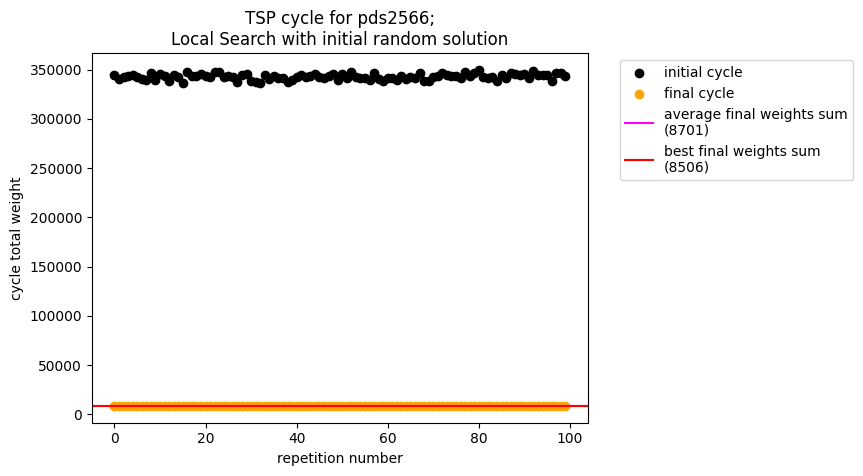 TSP cycle for pds2566;
Local Search with initial random solution
350000
300000
250000
200000
150000
100000
50000
0
cycle total weight
0 20 40 60 80 100
repetition number
initial cycle
final cycle
average final weights sum
(8701)
best final weights sum
(8506)